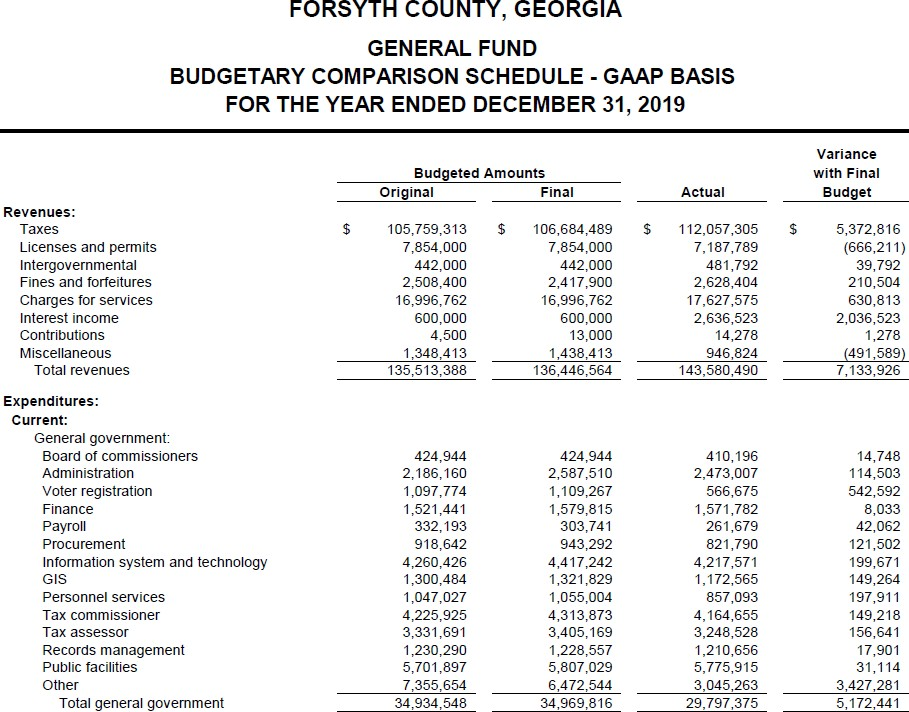 FORSYTH COUNTY, GEORGIA
GENERAL FUND
BUDGETARY COMPARISON SCHEDULE - GAAP BASIS
FOR THE YEAR ENDED DECEMBER 31, 2019
Variance
Budgeted Amounts with Final
Original Final Actual Budget
Revenues:
Taxes $ 105,759,313 $ 106,684,489 $ 112,057,305 $ 5,372,816
Licenses and permits 7,854,000 7,854,000 7,187,789 (666,211)
Intergovernmental 442,000 442,000 481,792 39,792
Fines and forfeitures 2,508,400 2,417,900 2,628,404 210,504
Charges for services 16,996,762 16,996,762 17,627,575 630,813
Interest income 600,000 600,000 2,636,523 2,036,523
Contributions 4,500 13,000 14,278 1,278
Miscellaneous 1,348,413 1,438,413 946,824 (491,589)
Total revenues 135,513,388 136,446,564 143,580,490 7,133,926
Expenditures:
Current:
General government:
Board of commissioners 424,944 424,944 410,196 14,748
Administration 2,186,160 2,587,510 2,473,007 114,503
Voter registration 1,097,774 1,109,267 566,675 542,592
Finance 1,521,441 1,579,815 1,571,782 8,033
Payroll 332,193 303,741 261,679 42,062
Procurement 918,642 943,292 821,790 121,502
Information system and technology 4,260,426 4,417,242 4,217,571 199,671
GIS 1,300,484 1,321,829 1,172,565 149,264
Personnel services 1,047,027 1,055,004 857,093 197,911
Tax commissioner 4,225,925 4,313,873 4,164,655 149,218
Tax assessor 3,331,691 3,405,169 3,248,528 156,641
Records management 1,230,290 1,228,557 1,210,656 17,901
Public facilities 5,701,897 5,807,029 5,775,915 31,114
Other 7,355,654 6,472,544 3,045,263 3,427,281
Total general government 34,934,548 34,969,816 29,797,375 5,172,441